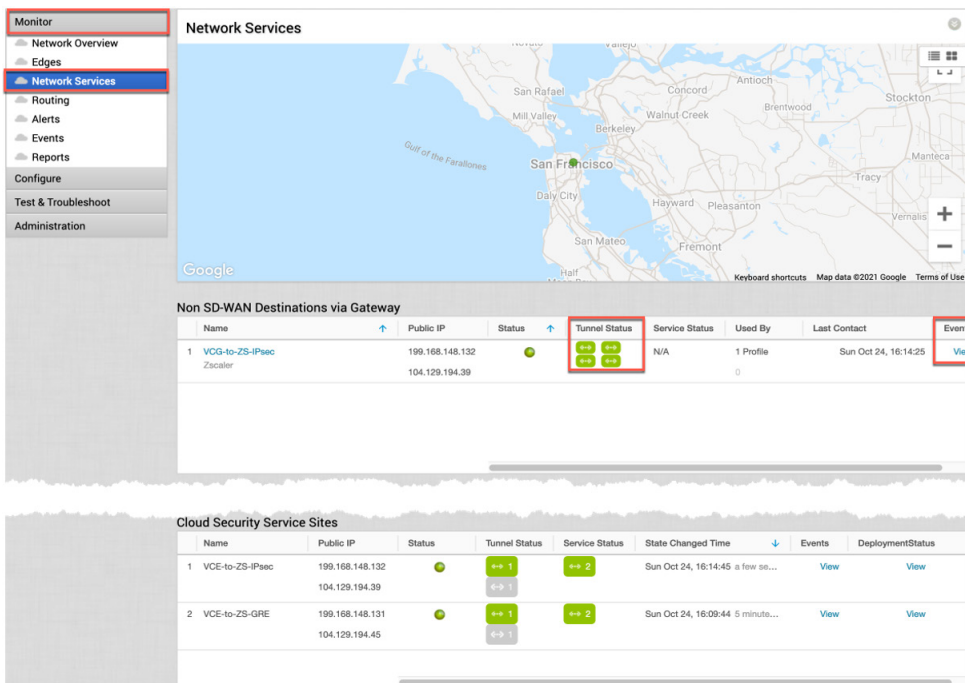 Monitor
Network Overview
Edges
Network Services
Routing
Alerts
Events
Reports
Configure
Test & Troubleshoot
Administration
Network Services
Novato
Vallejo
San Rafael
Concord
Antioch
Stockton
Mill Valley
Walnut Creek
Brentwood
Berkeley
Gulf of the Farallones
San Francisco
Manteca
Tracy
Daly City
Hayward
Pleasanton
Vernalis
San Mateo
Fremont
Half
Google
Keyboard shortcuts Map data ©2021 Google Terms of Use
Non SD-WAN Destinations via Gateway
Name Public IP Status Tunnel Status Service Status Used By Last Contact Event
1 VCG-to-ZS-IPsec 199.168.148.132 N/A 1 Profile Sun Oct 24, 16:14:25 Vie
Zscaler 104.129.194.39 0
Cloud Security Service Sites
Name Public IP Status Tunnel Status Service Status State Changed Time Events DeploymentStatus
1 VCE-to-ZS-IPsec 199.168.148.132 1 2 Sun Oct 24, 16:14:45 a few se... View View
104.129.194.39 1
2 VCE-to-ZS-GRE 199.168.148.131 1 2 Sun Oct 24, 16:09:44 5 minute... View View
104.129.194.45 1